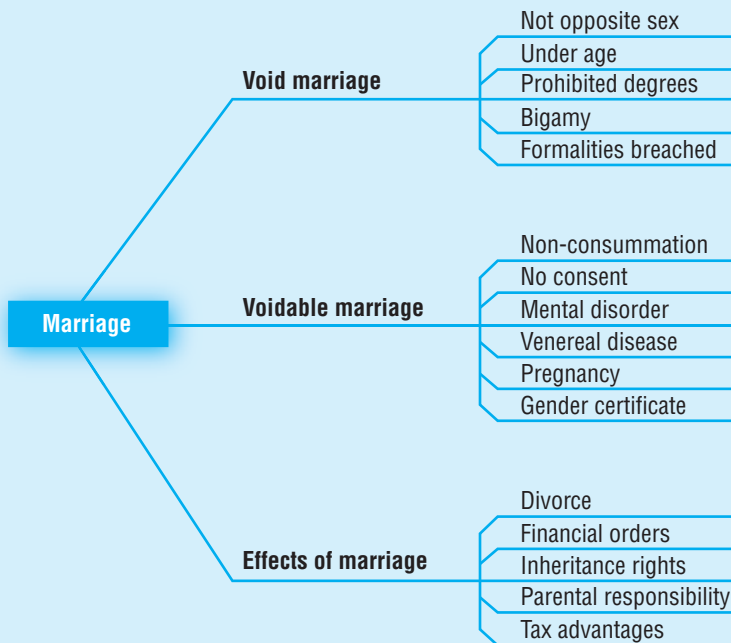 Marriage
Void marriage
Not opposite sex
Under age
Prohibited degrees
Bigamy
Formalities breached
Voidable marriage
Non-consummation
No consent
Mental disorder
Venereal disease
Pregnancy
Gender certificate
Effects of marriage
Divorce
Financial orders
Inheritance rights
Parental responsibility
Tax advantages